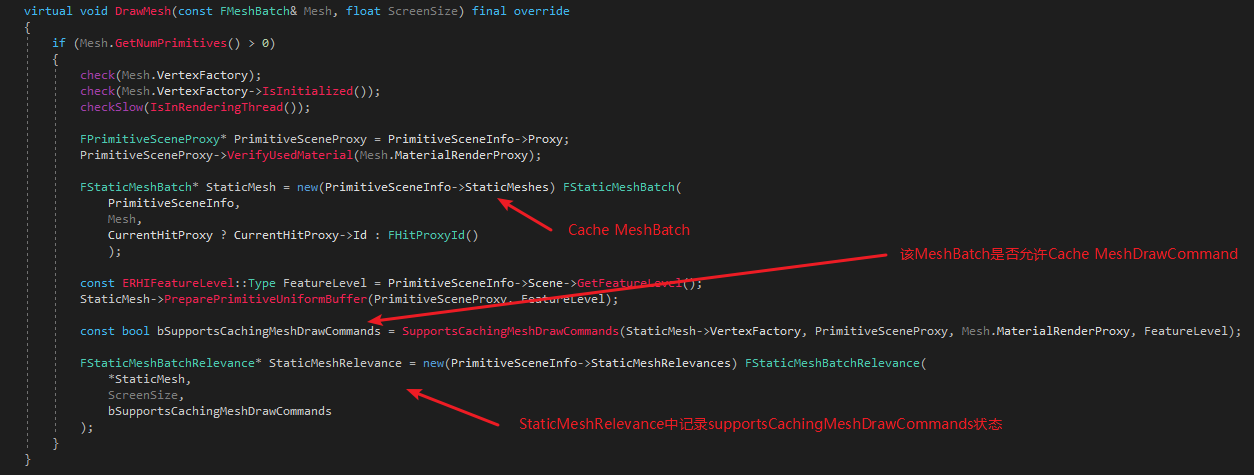 virtual void DrawMesh(const FMeshBatch& Mesh, float ScreenSize) final override
{
if (Mesh.GetNumPrimitives() > 0)
{
check(Mesh.VertexFactory);
check(Mesh.VertexFactory->IsInitialized());
checkSlow(IsInRenderingThread());
FPrimitiveSceneProxy* PrimitiveSceneProxy = PrimitiveSceneInfo->Proxy;
PrimitiveSceneProxy->VerifyUsedMaterial(Mesh.MaterialRenderProxy);
FStaticMeshBatch* StaticMesh = new(PrimitiveSceneInfo->StaticMeshes) FStaticMeshBatch(
PrimitiveSceneInfo,
Mesh,
CurrentHitProxy ? CurrentHitProxy->Id : FHitProxyId()
);
Cache MeshBatch
该MeshBatch是否允许Cache MeshDrawCommand
const ERHIFeatureLevel::Type FeatureLevel = PrimitiveSceneInfo->Scene->GetFeatureLevel();
StaticMesh->PreparePrimitiveUniformBuffer(PrimitiveSceneProxy, FeatureLevel);
const bool bSupportsCachingMeshDrawCommands = SupportsCachingMeshDrawCommands(StaticMesh->VertexFactory, PrimitiveSceneProxy, Mesh.MaterialRenderProxy, FeatureLevel);
FStaticMeshBatchRelevance* StaticMeshRelevance = new(PrimitiveSceneInfo->StaticMeshRelevances) FStaticMeshBatchRelevance(
*StaticMesh,
ScreenSize,
bSupportsCachingMeshDrawCommands
);
StaticMeshRelevance中记录supportsCachingMeshDrawCommands状态
}
}